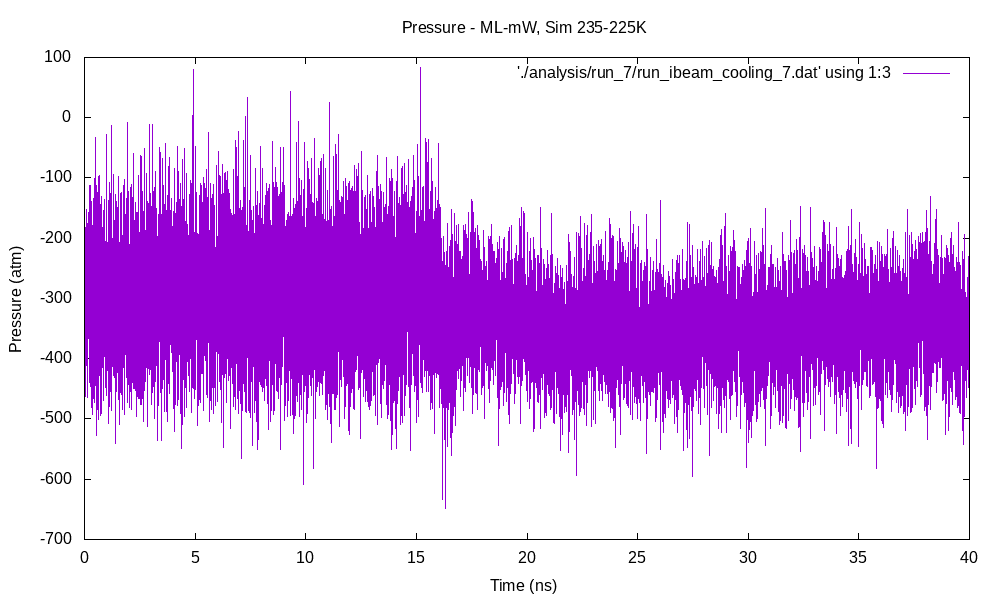 Pressure - ML-mW, Sim 235-225K
'./analysis/run_7/run_ibeam_cooling_7.dat' using 1:3
100
0
-100
-200
-300
-400
-500
-600
-700
Pressure (atm)
0 5 10 15 20 25 30 35 40
Time (ns)